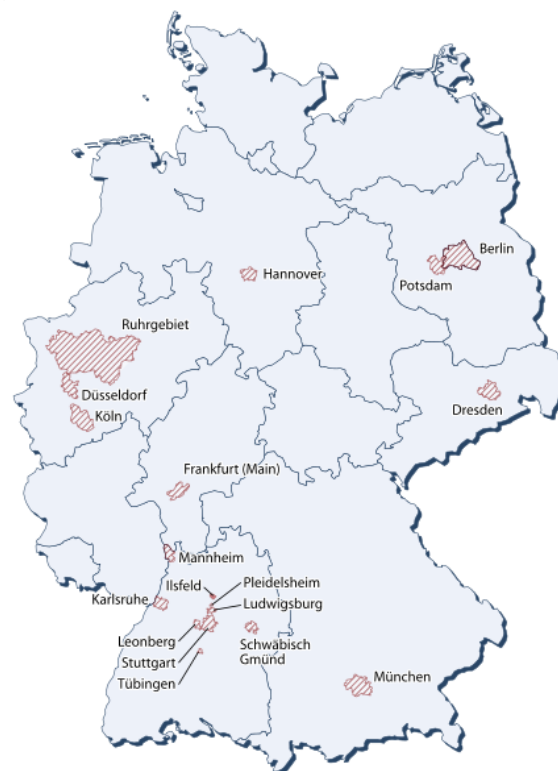 Berlin
Hannover
Potsdam
Ruhrgebiet
Düsseldorf
Köln
Dresden
Frankfurt (Main)
Mannheim
Ilsfeld
Pleidelsheim
Karlsruhe
Ludwigsburg
Leonberg
Schwäbisch
Gmünd
Stuttgart
Tübingen
München